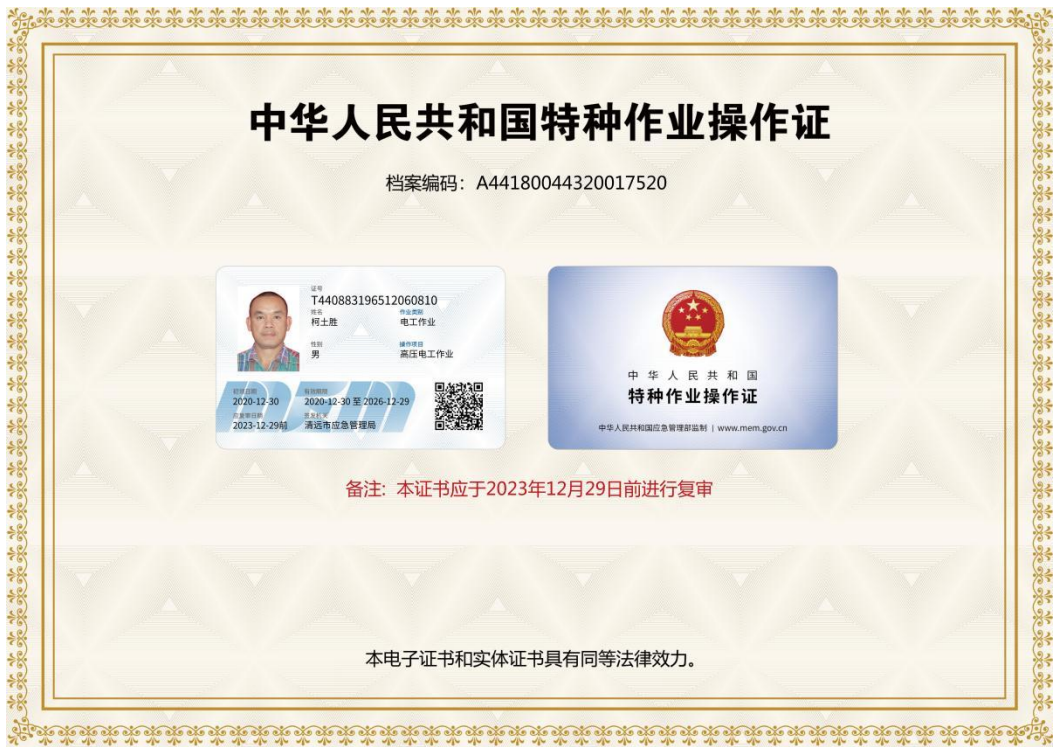 中华人民共和国特种作业操作证
档案编码：A44180044320017520
证号
T440883196512060810
姓名
柯土胜
作业类别
电工作业
性别
男
操作项目
高压电工作业
初领日期
2020-12-30
有效期限
2020-12-30 至 2026-12-29
应复审日期
2023-12-29前
签发机关
清远市应急管理局
中华人民共和国
特种作业操作证
中华人民共和国应急管理部监制 | www.mem.gov.cn
备注: 本证书应于2023年12月29日前进行复审
本电子证书和实体证书具有同等法律效力。